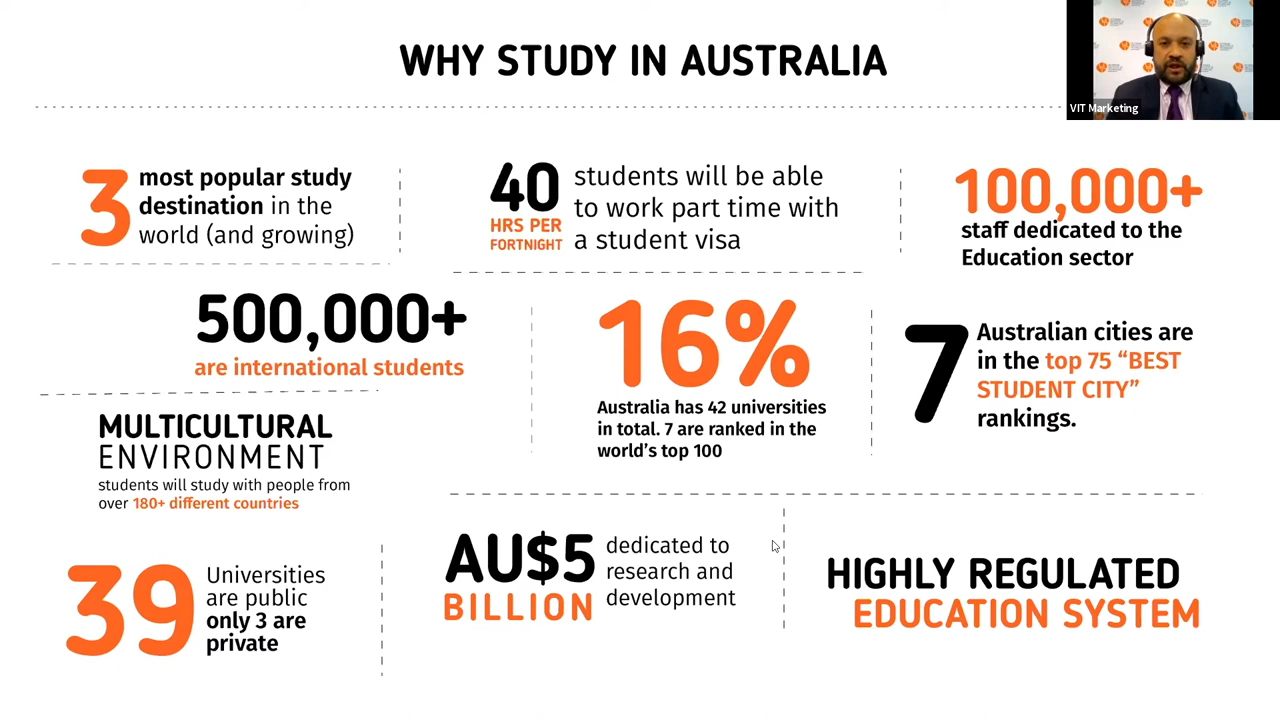 WHY STUDY IN AUSTRALIA
VIT Marketing
3
most popular study
destination in the
world (and growing)
40
HRS PER
FORTNIGHT
students will be able
to work part time with
a student visa
100,000+
staff dedicated to the
Education sector
500,000+
are international students
16%
Australia has 42 universities
in total. 7 are ranked in the
world's top 100
7
Australian cities are
in the top 75 “BEST
STUDENT CITY”
rankings.
MULTICULTURAL
ENVIRONMENT
students will study with people from
over 180+ different countries
39
Universities
are public
only 3 are
private
AU$5
BILLION
dedicated to
research and
development
HIGHLY REGULATED
EDUCATION SYSTEM